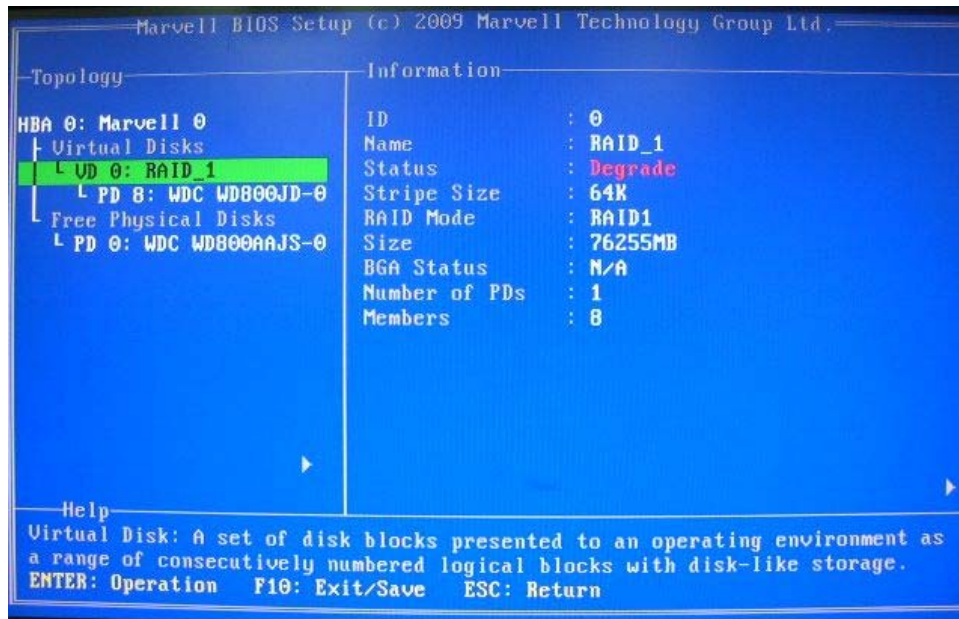 Marvell BIOS Setup (c) 2009 Marvell Technology Group Ltd.
Topology
HBA 0: Marvell 0
Virtual Disks
VD 0: RAID_1
PD 8: WDC WD800JD-0
Free Physical Disks
PD 0: WDC WD800AAJS-0
Information
ID : 0
Name : RAID_1
Status : Degrade
Stripe Size : 64K
RAID Mode : RAID1
Size : 76255MB
BGA Status : N/A
Number of PDs : 1
Members : 8
Help
Virtual Disk: A set of disk blocks presented to an operating environment as
a range of consecutively numbered logical blocks with disk-like storage.
ENTER: Operation F10: Exit/Save ESC: Return